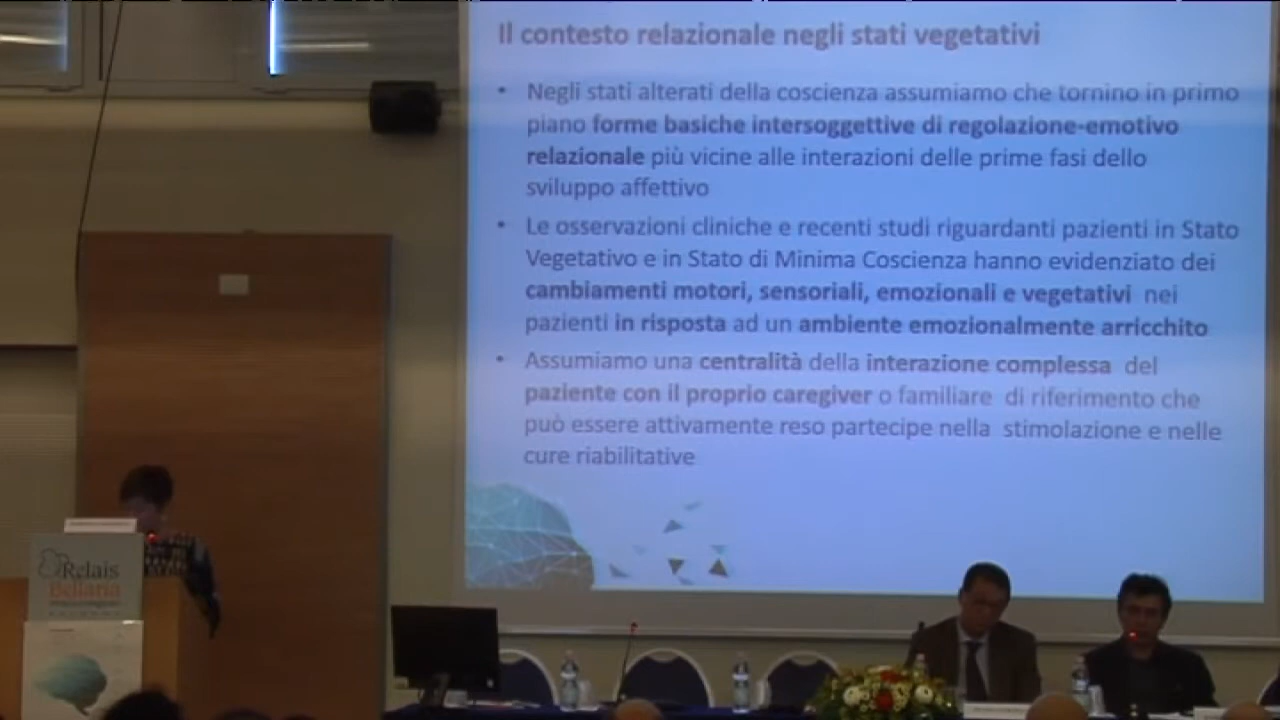 Il contesto relazionale negli stati vegetativi
• Negli stati alterati della coscienza assumiamo che tornino in primo
piano forme basiche intersoggettive di regolazione-emotivo
relazionale più vicine alle interazioni delle prime fasi dello
sviluppo affettivo
• Le osservazioni cliniche e recenti studi riguardanti pazienti in Stato
Vegetativo e in Stato di Minima Coscienza hanno evidenziato dei
cambiamenti motori, sensoriali, emozionali e vegetativi nei
pazienti in risposta ad un ambiente emozionalmente arricchito
• Assumiamo una centralità della interazione complessa del
paziente con il proprio caregiver o familiare di riferimento che
può essere attivamente reso partecipe nella stimolazione e nelle
cure riabilitative
Relais
Bellaria